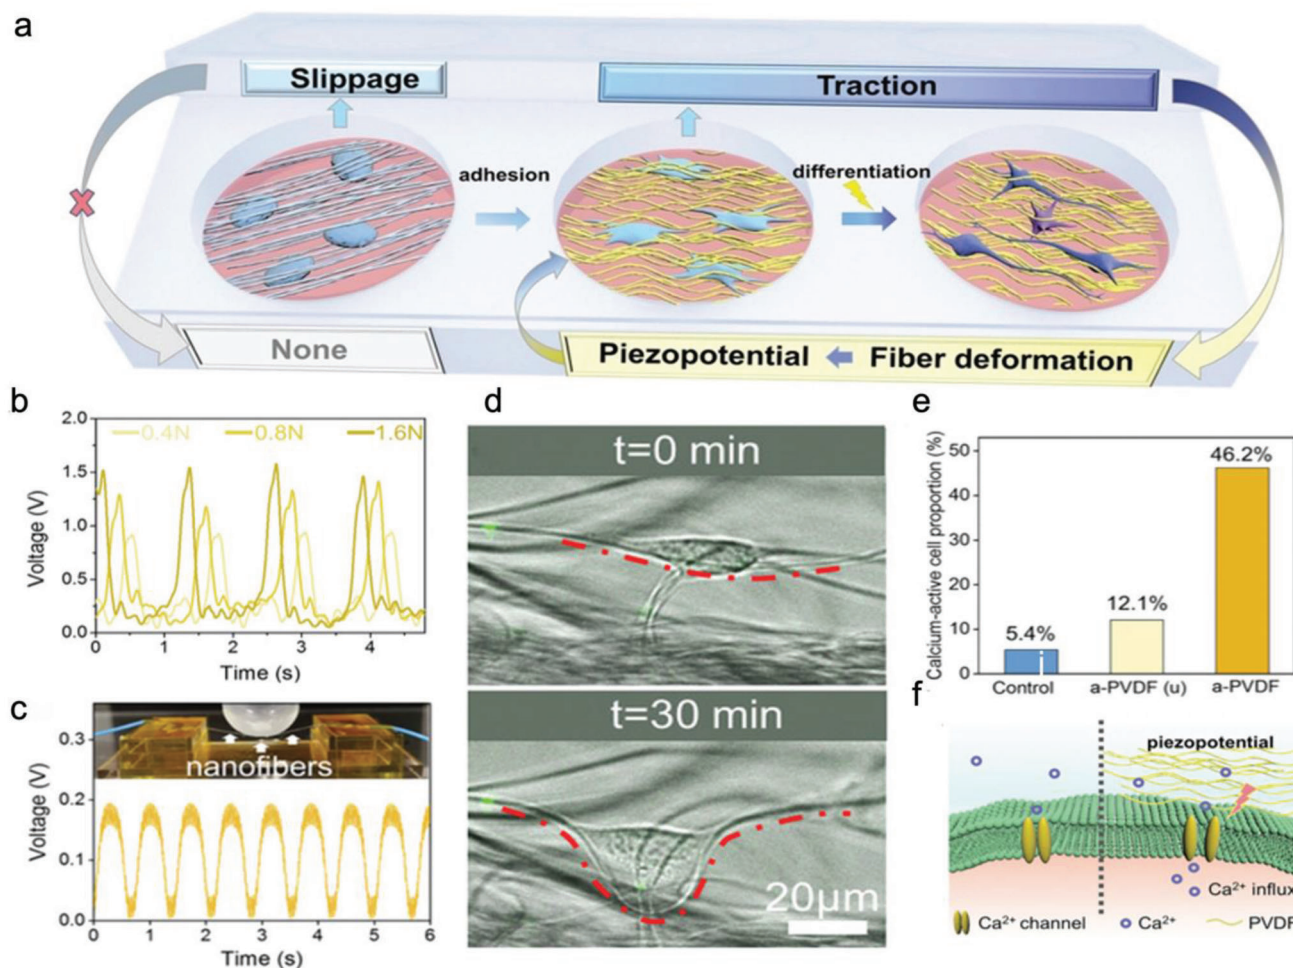 a
Slippage
Traction
adhesion
differentiation
None
Piezopotential
Fiber deformation
b
2.0
1.5
1.0
0.5
0.0
Voltage (V)
0.4N
0.8N
1.6N
0
1
2
3
4
Time (s)
c
0.3
0.2
0.1
0.0
Voltage (V)
nanofibers
0
1
2
3
4
5
6
Time (s)
d
t=0 min
t=30 min
20μm
e
50
40
30
20
10
0
Calcium-active cell proportion (%)
5.4%
12.1%
46.2%
Control
a-PVDF (u)
a-PVDF
f
piezopotential
Ca²⁺ influx
Ca²⁺ channel
Ca²⁺
PVDF